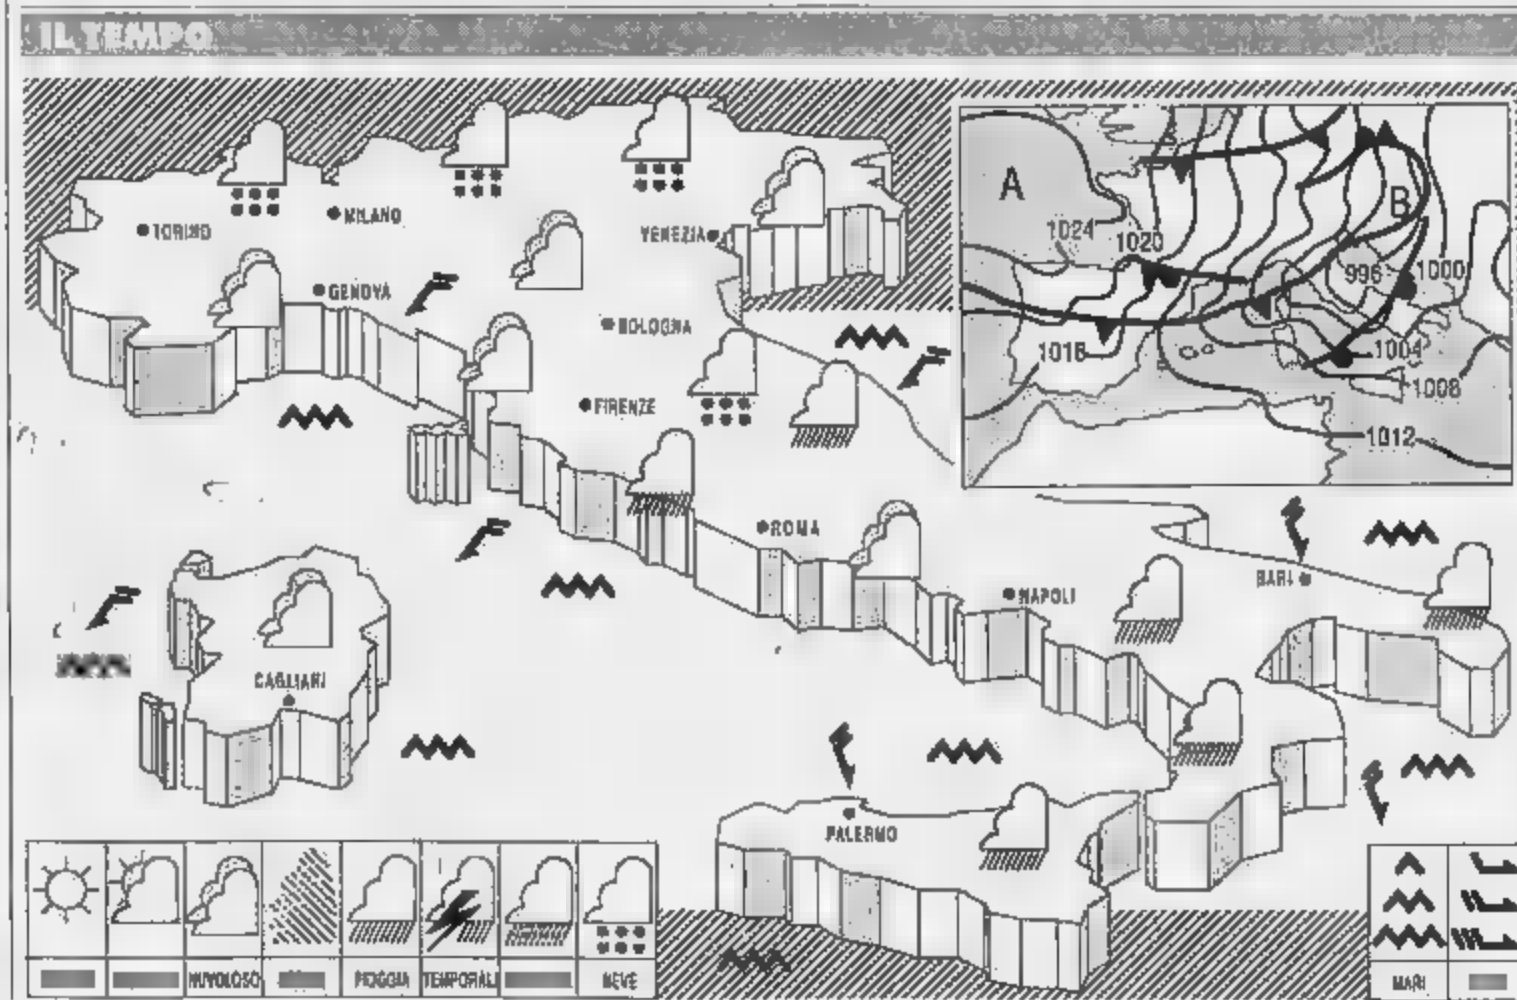 IL TEMPO
TORINO
MILANO
VENEZIA
GENOVA
BOLOGNA
FIRENZE
ROMA
NAPOLI
BARI
CAGLIARI
PALERMO
A
B
1024
1020
996
1000
1016
1004
1008
1012
NUVOLOSO
PIOGGIA
TEMPORALI
NEVE
MARI